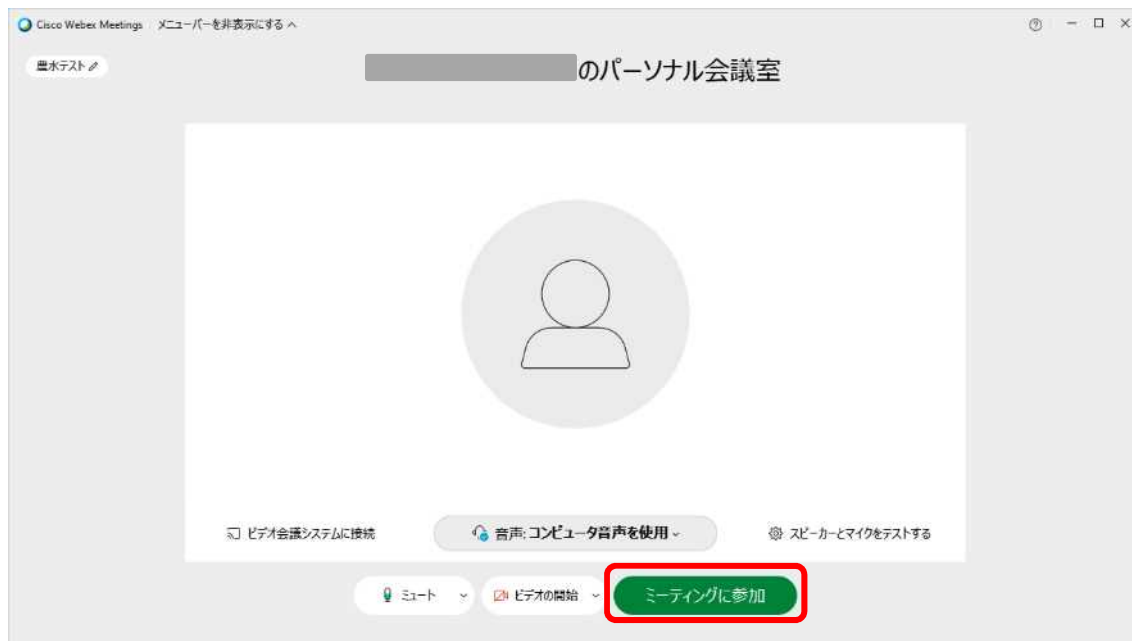 Cisco Webex Meetings メニューバーを非表示にする
豊水テスト
のパーソナル会議室
ビデオ会議システムに接続 音声: コンピュータ音声を使用 スピーカーとマイクをテストする
ミュート ビデオの開始 ミーティングに参加